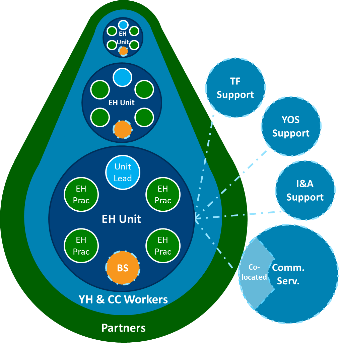 EH
Unit
EH Unit
Unit
Lead
EH
Prac
EH
Prac
EH Unit
EH
Prac
EH
Prac
BS
YH & CC Workers
Partners
TF
Support
YOS
Support
I&A
Support
Co-
located
Comm.
Serv.